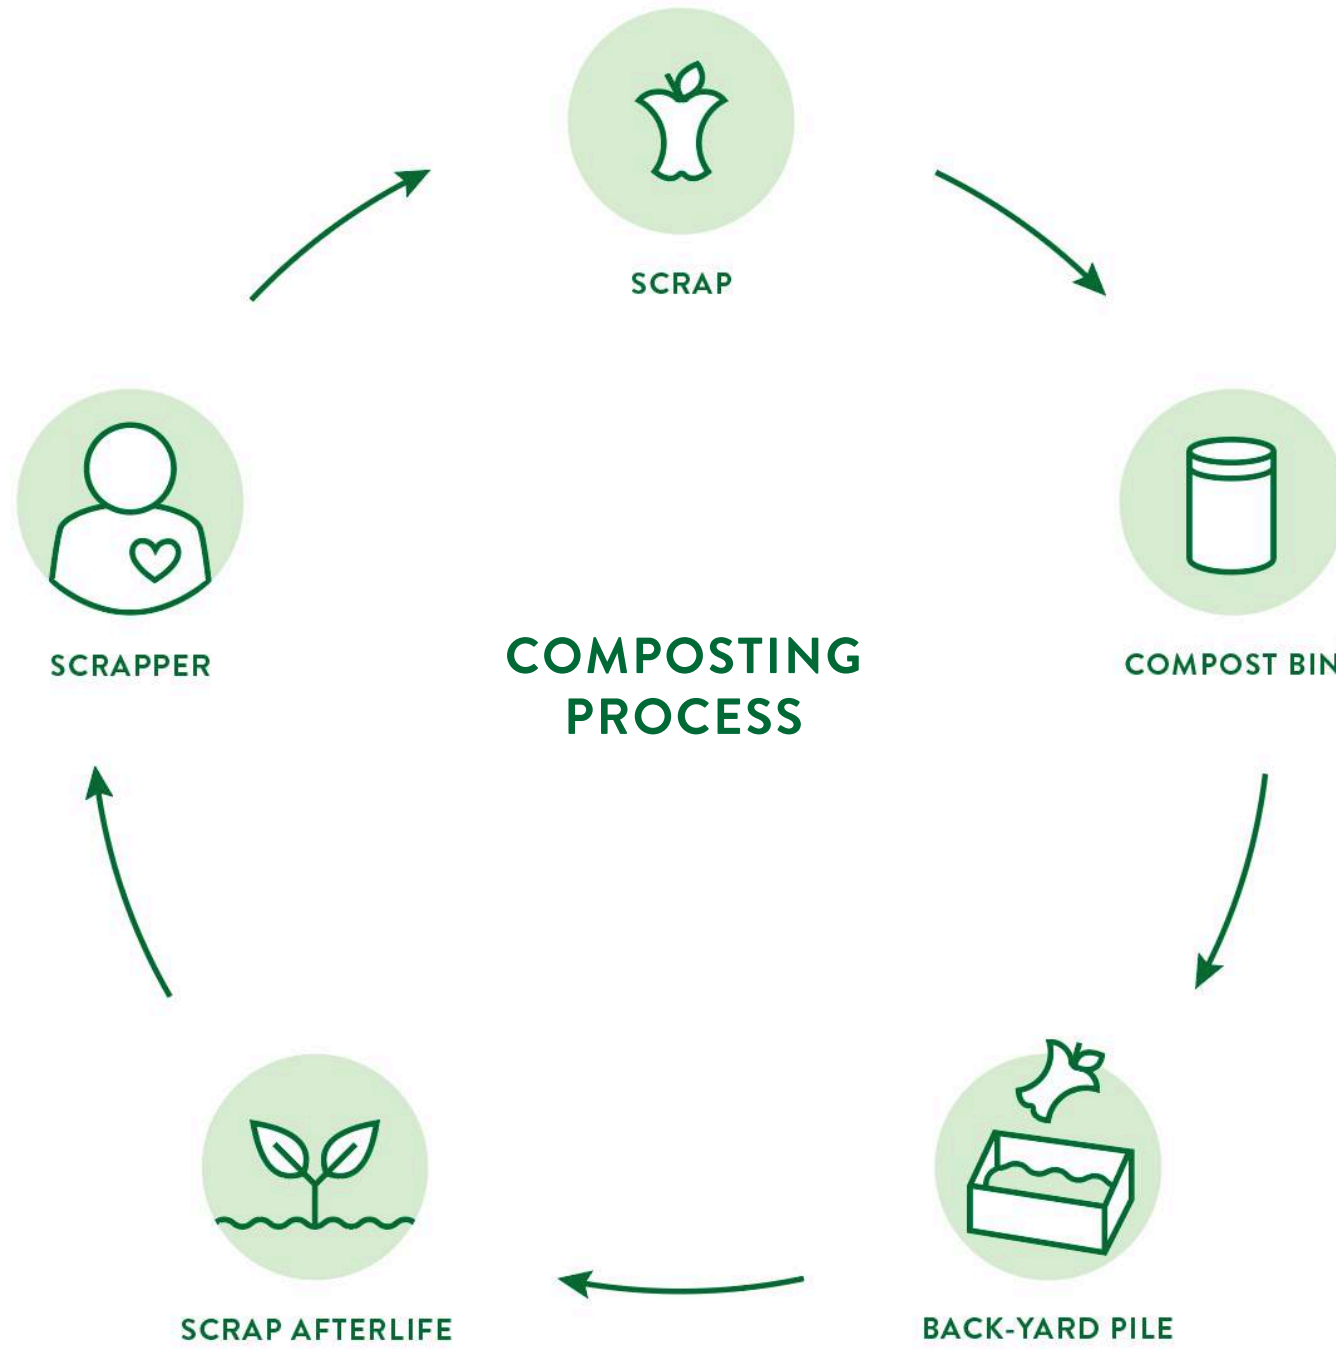 SCRAP
SCRAPPER
COMPOST BIN
COMPOSTING
PROCESS
SCRAP AFTERLIFE
BACK-YARD PILE